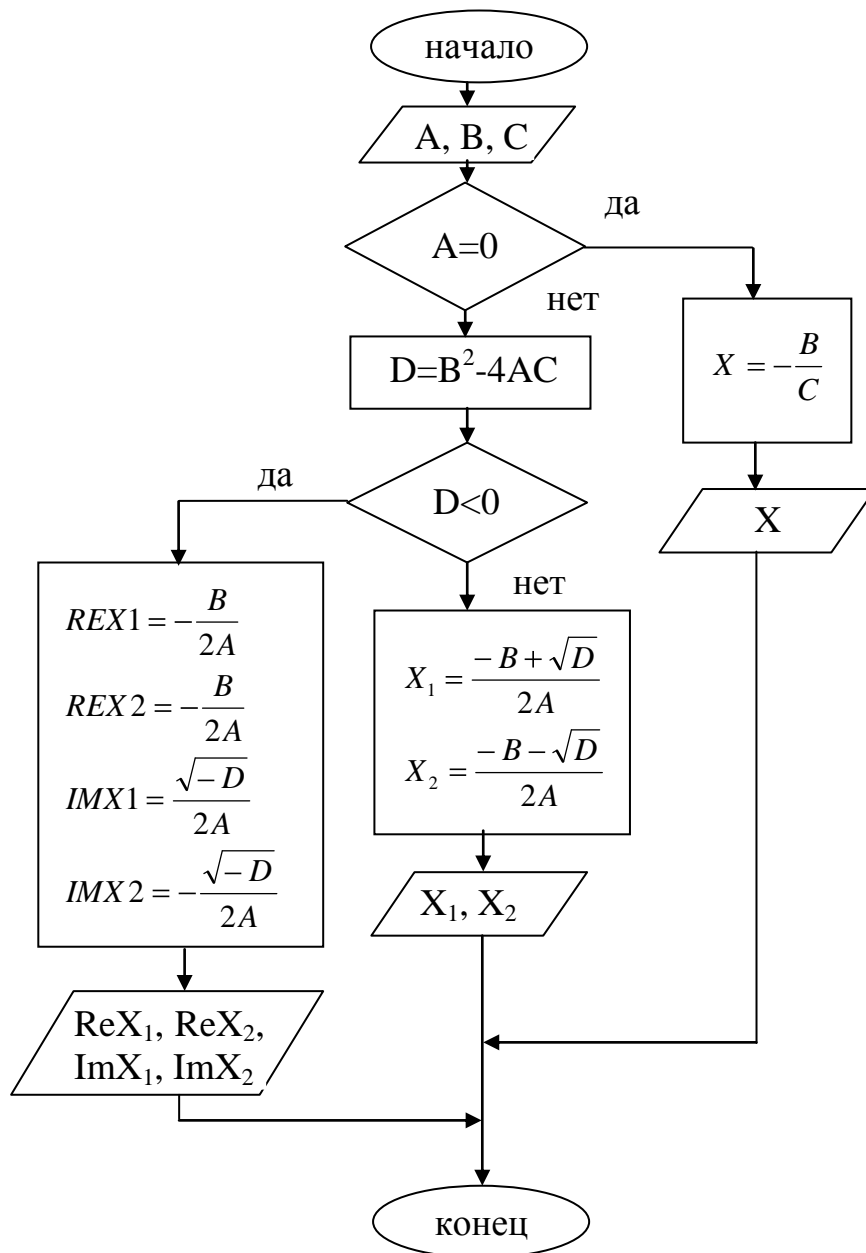 начало
A, B, C
да
A=0
нет
D=B²-4AC
X = -B/C
да
D<0
X
нет
REX1 = -B/2A
REX2 = -B/2A
IMX1 = √-D/2A
IMX2 = -√-D/2A
X₁ = -B+√D/2A
X₂ = -B-√D/2A
X₁, X₂
ReX₁, ReX₂,
ImX₁, ImX₂
конец